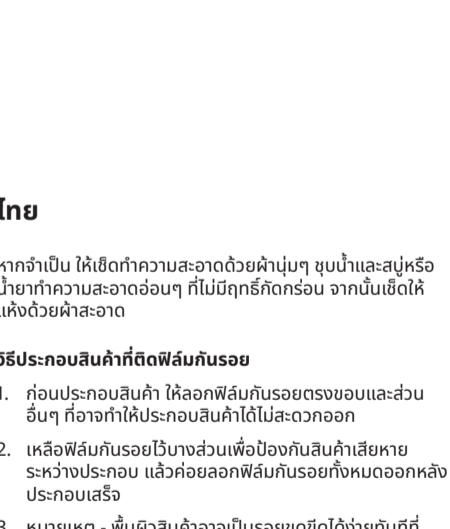 ไทย
หากจำเป็น ให้เช็ดทำความสะอาดด้วยผ้านุ่มๆ ชุบน้ำและสบู่หรือ
น้ำยาทำความสะอาดอ่อนๆ ที่ไม่มีฤทธิ์กัดกร่อน จากนั้นเช็ดให้
แห้งด้วยผ้าสะอาด
วิธีประกอบสินค้าที่ติดฟิล์มกันรอย
1. ก่อนประกอบสินค้า ให้ลอกฟิล์มกันรอยตรงขอบและส่วน
อื่นๆ ที่อาจทำให้ประกอบสินค้าได้ไม่สะดวกออก
2. เหลือฟิล์มกันรอยไว้บางส่วนเพื่อป้องกันสินค้าเสียหาย
ระหว่างประกอบ แล้วค่อยลอกฟิล์มกันรอยทั้งหมดออกหลัง
ประกอบเสร็จ
3. หมายเหตุ - พื้นผิวสินค้าอาจเป็นรอยขูดขีดได้ง่ายทันทีที่